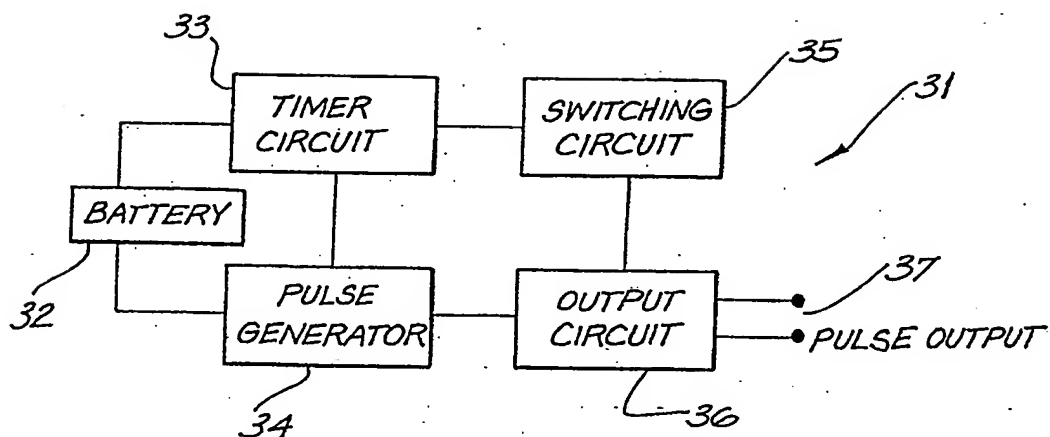 33
35
31
TIMER
CIRCUIT
SWITCHING
CIRCUIT
BATTERY
32
PULSE
GENERATOR
OUTPUT
CIRCUIT
37
PULSE OUTPUT
34
36